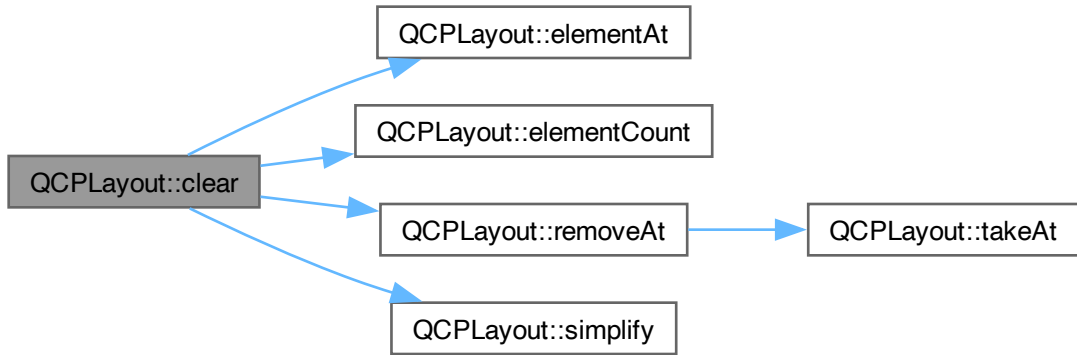 QCPLayout::elementAt
QCPLayout::elementCount
QCPLayout::clear
QCPLayout::removeAt
QCPLayout::takeAt
QCPLayout::simplify